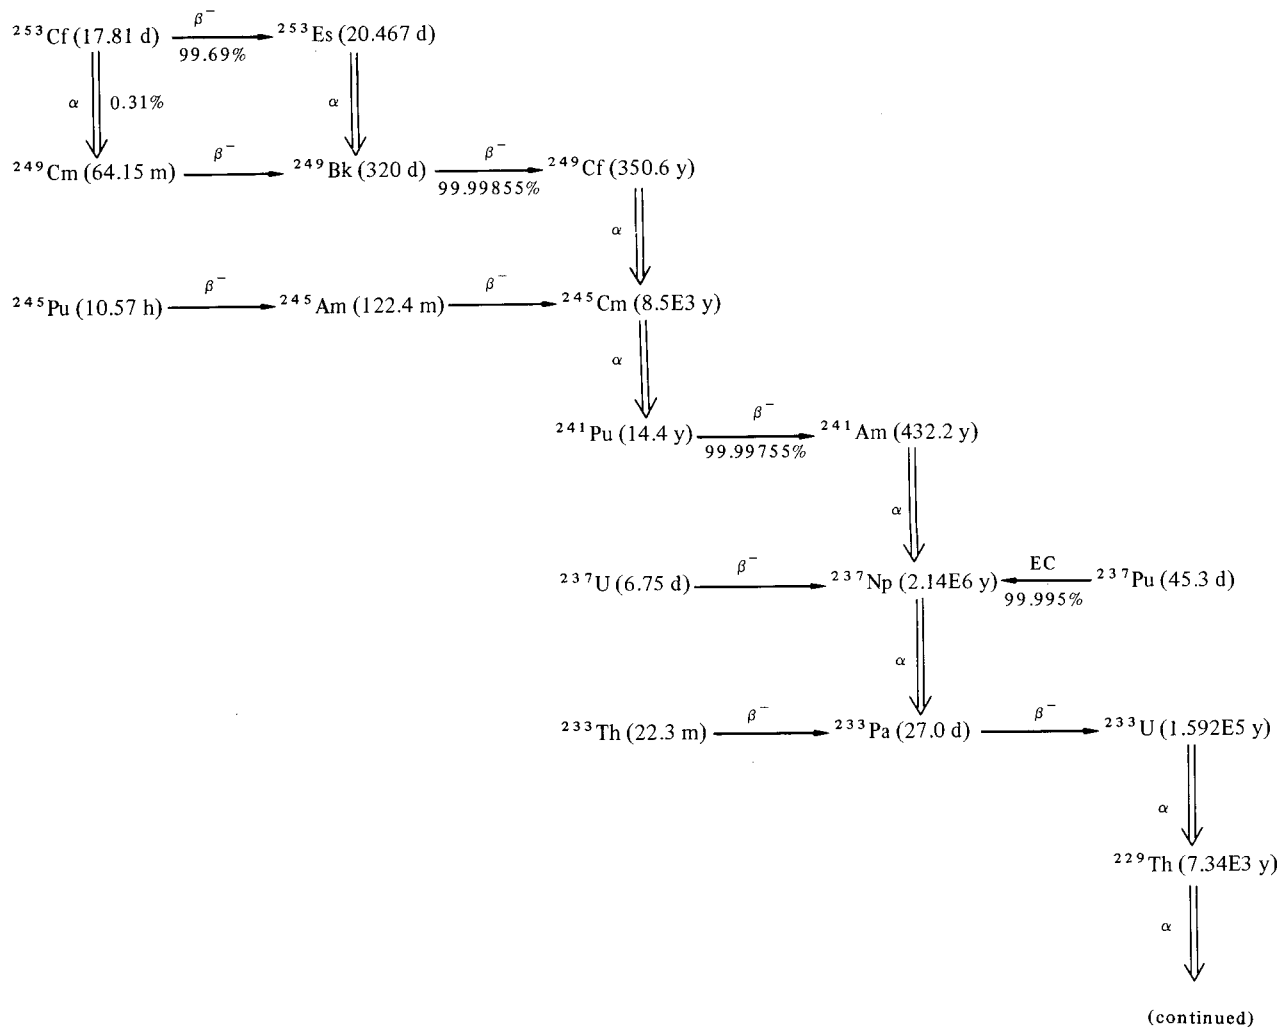 β⁻
²⁵³Cf (17.81 d) ²⁵³Es (20.467 d)
99.69%
α 0.31% α
β⁻ β⁻
²⁴⁹Cm (64.15 m) ²⁴⁹Bk (320 d) ²⁴⁹Cf (350.6 y)
99.99855%
α
β⁻ β⁻
²⁴⁵Pu (10.57 h) ²⁴⁵Am (122.4 m) ²⁴⁵Cm (8.5E3 y)
α
β⁻
²⁴¹Pu (14.4 y) ²⁴¹Am (432.2 y)
99.99755%
α
β⁻ EC
²³⁷U (6.75 d) ²³⁷Np (2.14E6 y) ²³⁷Pu (45.3 d)
99.995%
α
β⁻ β⁻
²³³Th (22.3 m) ²³³Pa (27.0 d) ²³³U (1.592E5 y)
α
²²⁹Th (7.34E3 y)
α
(continued)